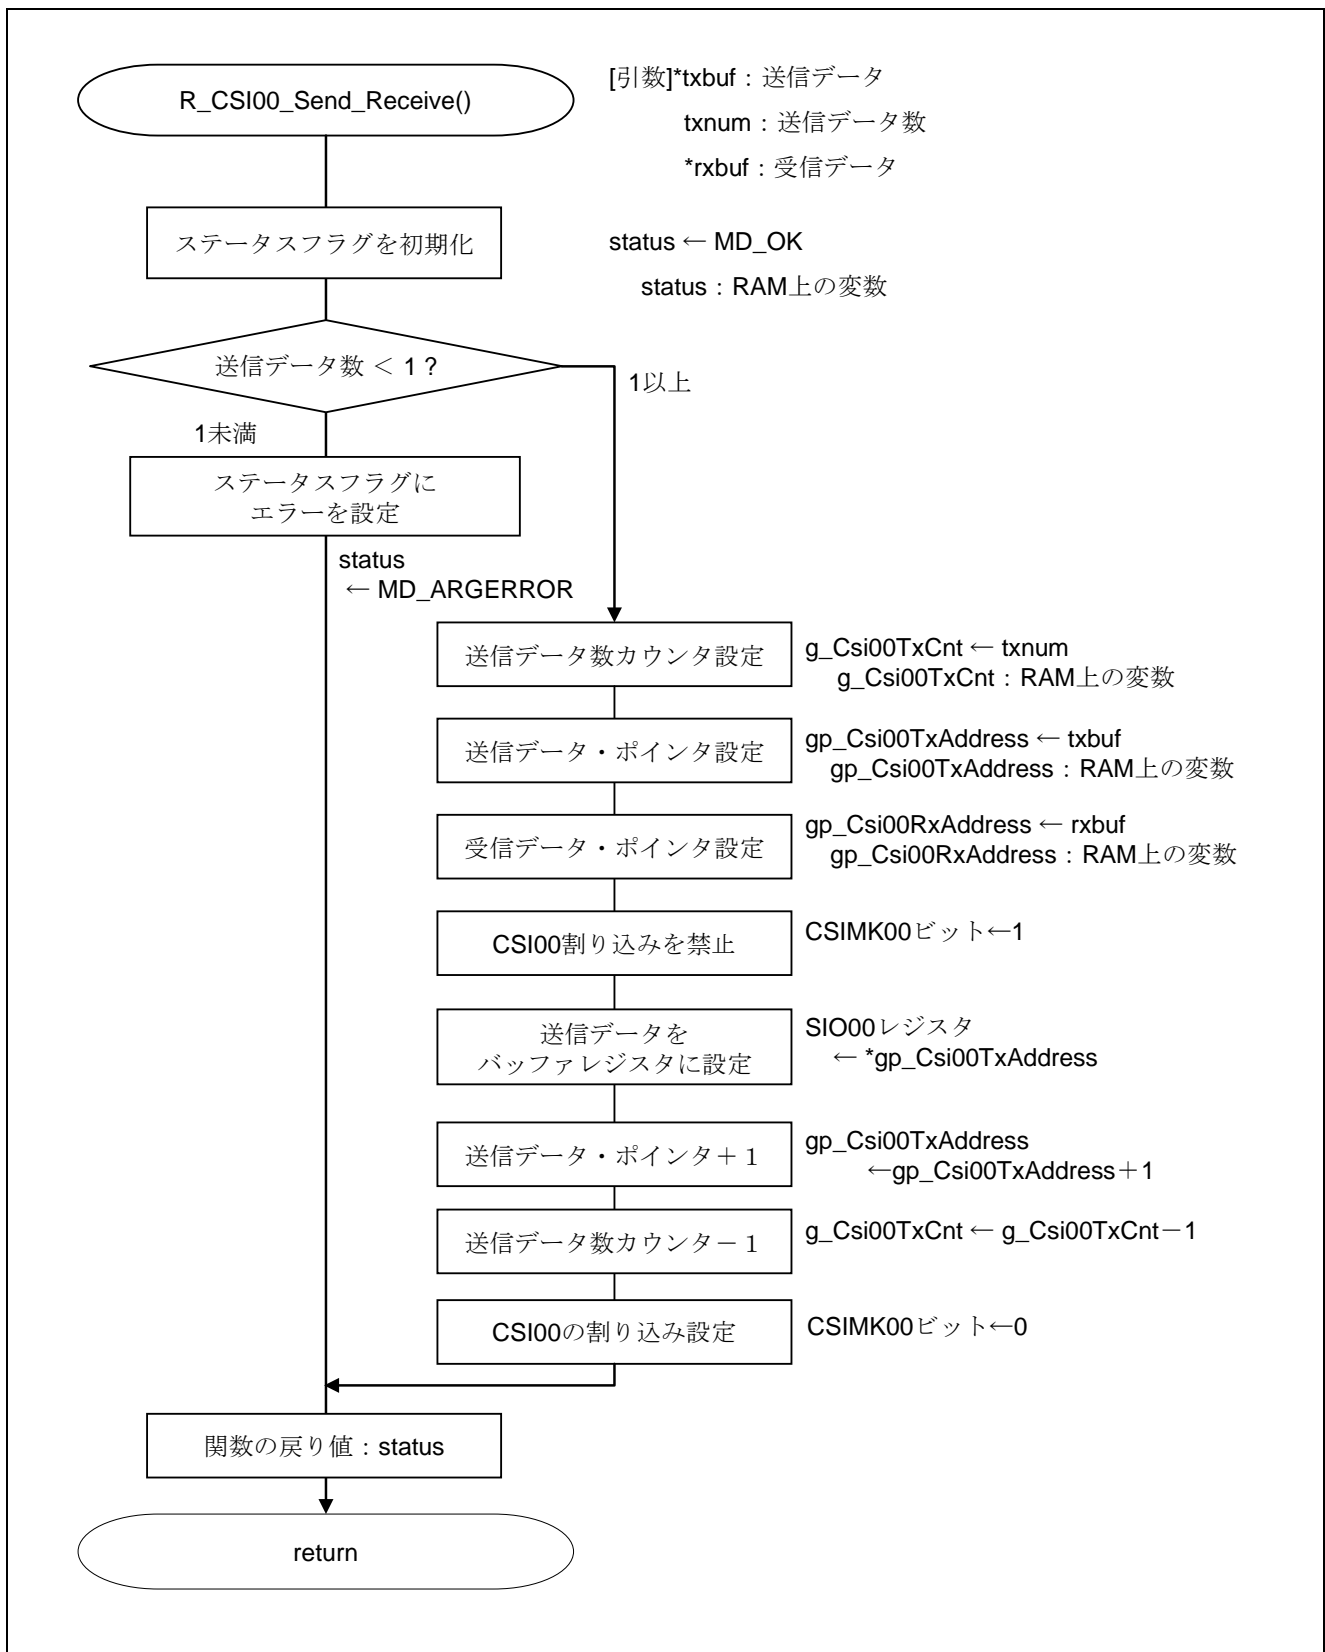 R_CSI00_Send_Receive()
[引数]*txbuf：送信データ
txnum：送信データ数
*rxbuf：受信データ
ステータスフラグを初期化
status ← MD_OK
status：RAM上の変数
送信データ数 ＜ 1？
1以上
1未満
ステータスフラグに
エラーを設定
status
← MD_ARGERROR
送信データ数カウンタ設定
g_Csi00TxCnt ← txnum
g_Csi00TxCnt：RAM上の変数
送信データ・ポインタ設定
gp_Csi00TxAddress ← txbuf
gp_Csi00TxAddress：RAM上の変数
受信データ・ポインタ設定
gp_Csi00RxAddress ← rxbuf
gp_Csi00RxAddress：RAM上の変数
CSI00割り込みを禁止
CSIMK00ビット←1
送信データを
バッファレジスタに設定
SIO00レジスタ
← *gp_Csi00TxAddress
送信データ・ポインタ＋１
gp_Csi00TxAddress
←gp_Csi00TxAddress＋1
送信データ数カウンタ－１
g_Csi00TxCnt ← g_Csi00TxCnt－1
CSI00の割り込み設定
CSIMK00ビット←0
関数の戻り値：status
return